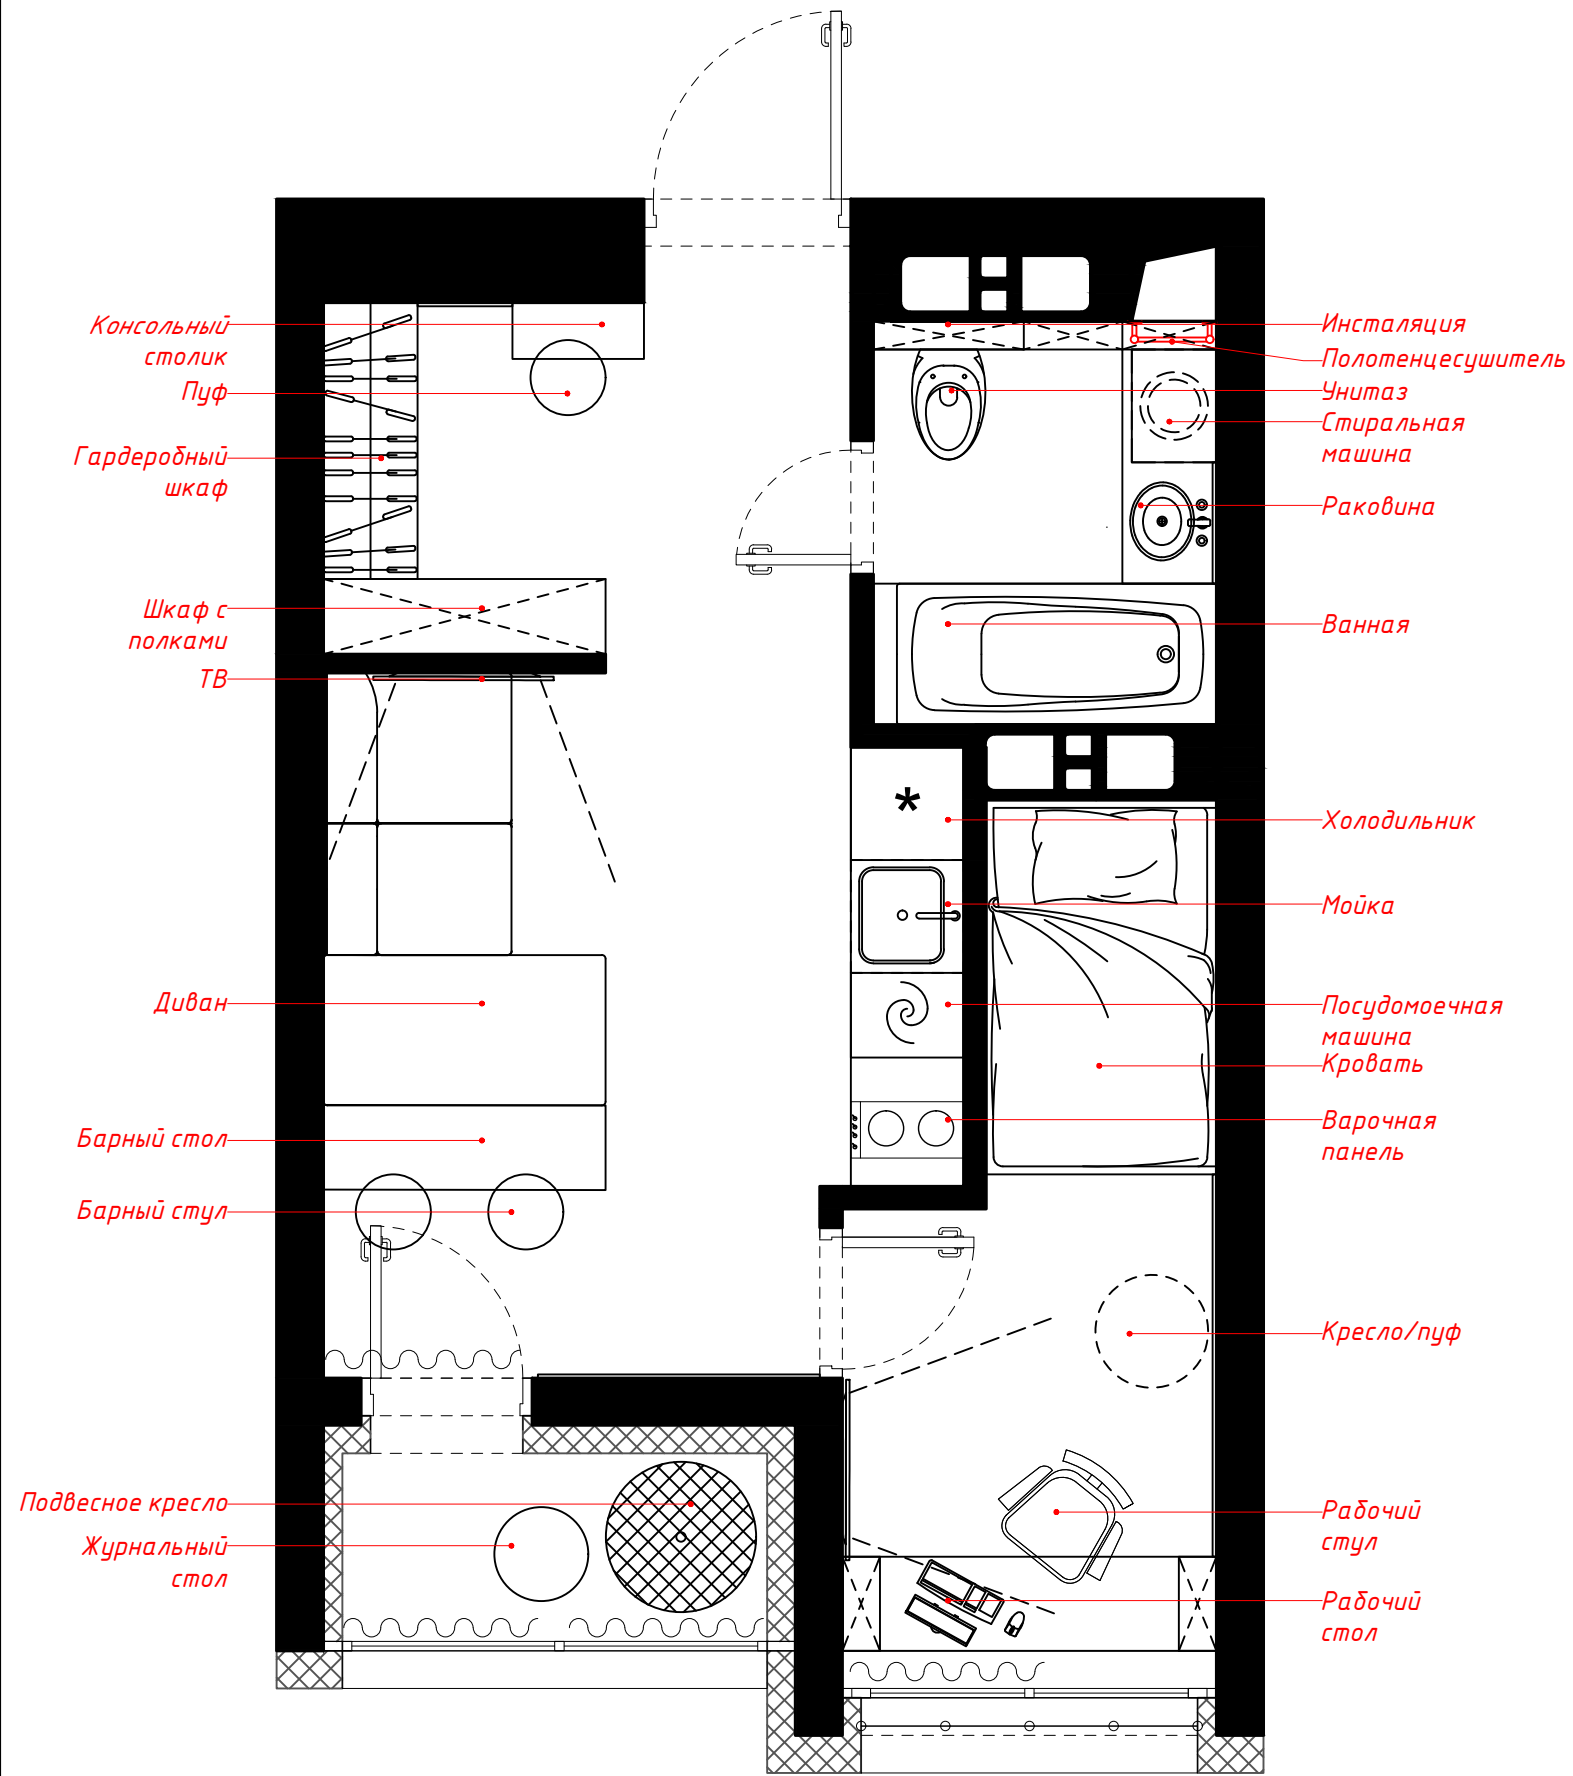 Консольный
столик
Пуф
Гардеробный
шкаф
Шкаф с
полками
ТВ
Диван
Барный стол
Барный стул
Подвесное кресло
Журнальный
стол
Инсталяция
Полотенцесушитель
Унитаз
Стиральная
машина
Раковина
Ванная
Холодильник
*
Мойка
Посудомоечная
машина
Кровать
Варочная
панель
Кресло/пуф
Рабочий
стул
Рабочий
стол